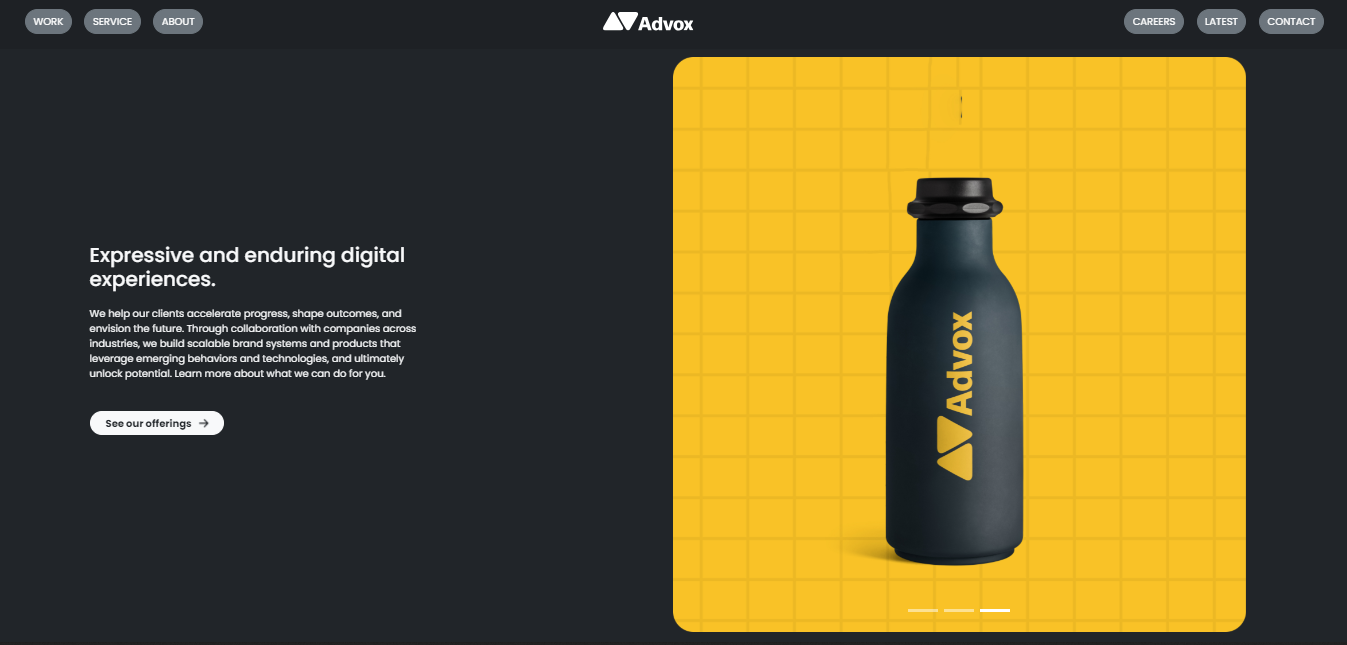 WORK
SERVICE
ABOUT
Advox
CAREERS
LATEST
CONTACT
Expressive and enduring digital
experiences.
We help our clients accelerate progress, shape outcomes, and
envision the future. Through collaboration with companies across
industries, we build scalable brand systems and products that
leverage emerging behaviors and technologies, and ultimately
unlock potential. Learn more about what we can do for you.
See our offerings →
Advox